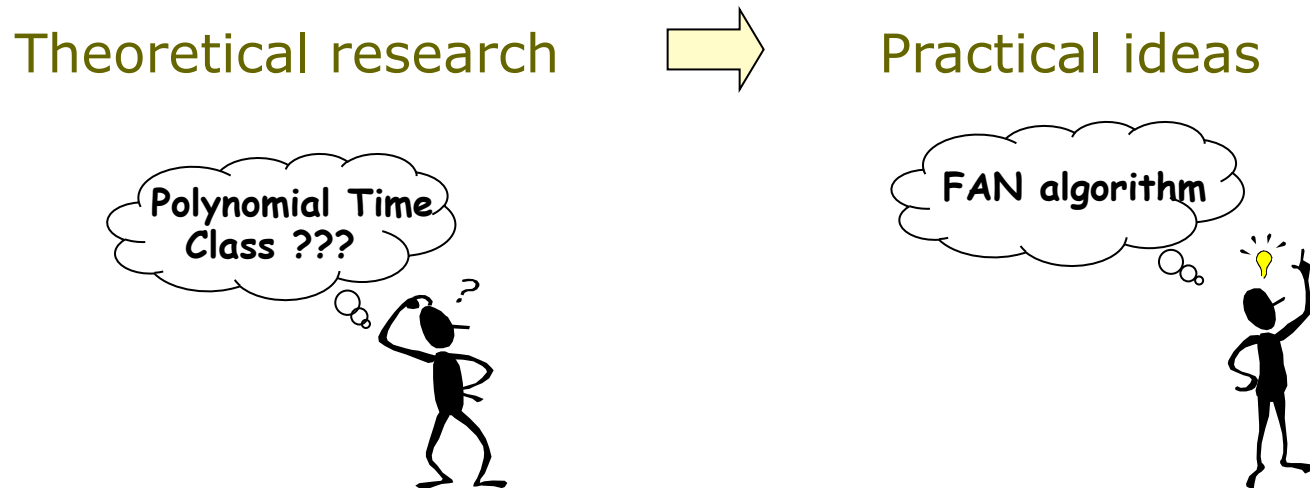 Theoretical research
Practical ideas
Polynomial Time
Class ???
FAN algorithm
?